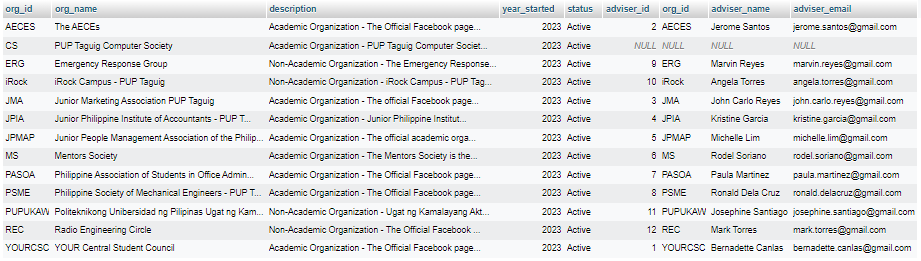 org_id org_name description year_started status adviser_id org_id adviser_name adviser_email
AECES The AECEs Academic Organization - The Official Facebook page... 2023 Active 2 AECES Jerome Santos jerome.santos@gmail.com
CS PUP Taguig Computer Society Academic Organization - PUP Taguig Computer Societ... 2023 Active NULL NULL NULL NULL
ERG Emergency Response Group Non-Academic Organization - The Emergency Response... 2023 Active 9 ERG Marvin Reyes marvin.reyes@gmail.com
iRock iRock Campus - PUP Taguig Non-Academic Organization - iRock Campus - PUP Tag... 2023 Active 10 iRock Angela Torres angela.torres@gmail.com
JMA Junior Marketing Association PUP Taguig Academic Organization - The official Facebook page... 2023 Active 3 JMA John Carlo Reyes john.carlo.reyes@gmail.com
JPIA Junior Philippine Institute of Accountants - PUP T... Academic Organization - Junior Philippine Institut... 2023 Active 4 JPIA Kristine Garcia kristine.garcia@gmail.com
JPMAP Junior People Management Association of the Philip... Academic Organization - The official academic orga... 2023 Active 5 JPMAP Michelle Lim michelle.lim@gmail.com
MS Mentors Society Academic Organization - The Mentors Society is the... 2023 Active 6 MS Rodel Soriano rodel.soriano@gmail.com
PASOA Philippine Association of Students in Office Admin... Academic Organization - The Official Facebook page... 2023 Active 7 PASOA Paula Martinez paula.martinez@gmail.com
PSME Philippine Society of Mechanical Engineers - PUP T... Academic Organization - The Official Facebook page... 2023 Active 8 PSME Ronald Dela Cruz ronald.delacruz@gmail.com
PUPUKAW Politeknikong Unibersidad ng Pilipinas Ugat ng Kam... Non-Academic Organization - Ugat ng Kamalayang Akt... 2023 Active 11 PUPUKAW Josephine Santiago josephine.santiago@gmail.com
REC Radio Engineering Circle Non-Academic Organization - The Official Facebook ... 2023 Active 12 REC Mark Torres mark.torres@gmail.com
YOURCSC YOUR Central Student Council Academic Organization - The Official Facebook page... 2023 Active 1 YOURCSC Bernadette Canlas bernadette.canlas@gmail.com